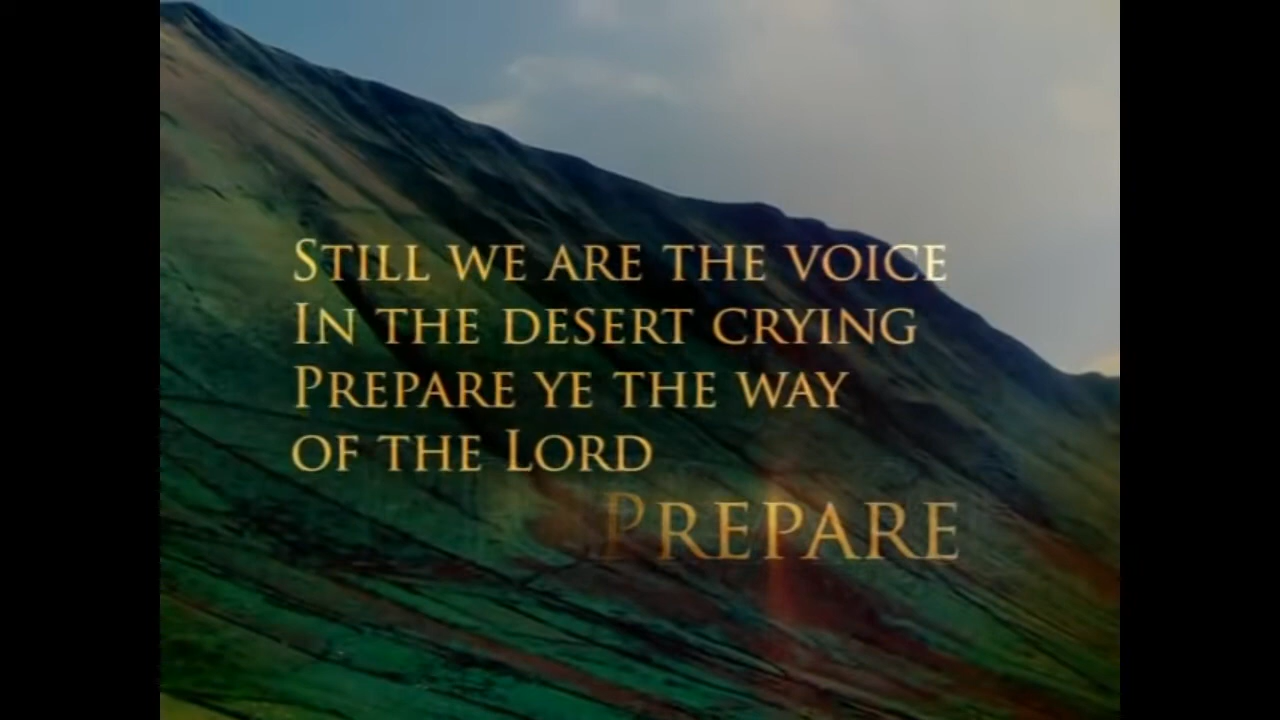 Still we are the voice
In the desert crying
Prepare ye the way
of the Lord
Prepare